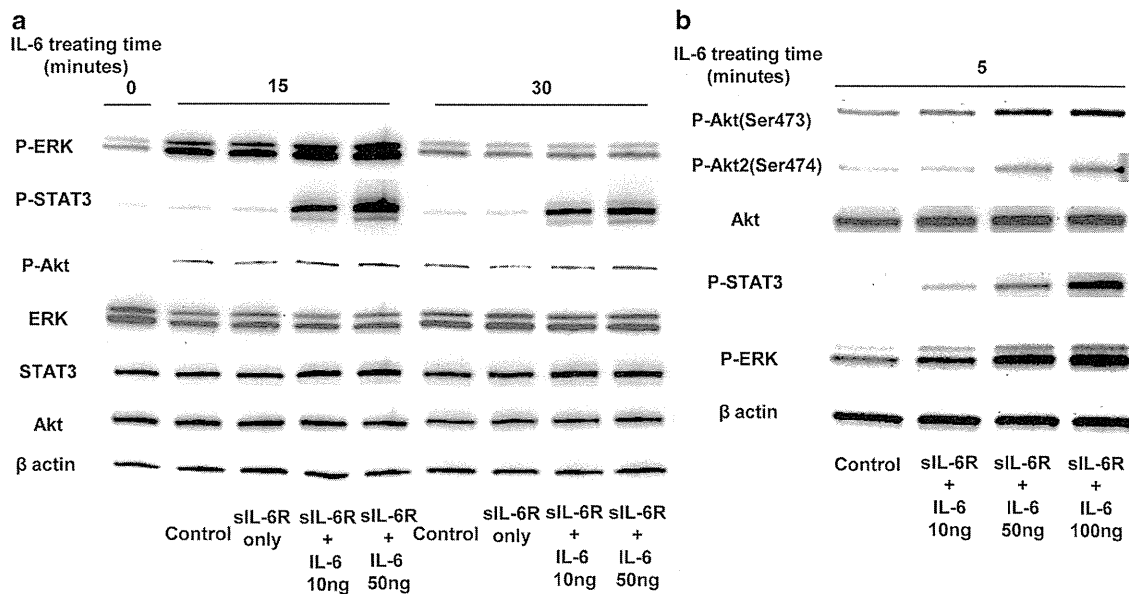 a
IL-6 treating time
(minutes)
0 15 30
P-ERK
P-STAT3
P-Akt
ERK
STAT3
Akt
β actin
Control sIL-6R only sIL-6R + IL-6 10ng sIL-6R + IL-6 50ng Control sIL-6R only sIL-6R + IL-6 10ng sIL-6R + IL-6 50ng
b
IL-6 treating time
(minutes)
5
P-Akt(Ser473)
P-Akt2(Ser474)
Akt
P-STAT3
P-ERK
β actin
Control sIL-6R + IL-6 10ng sIL-6R + IL-6 50ng sIL-6R + IL-6 100ng